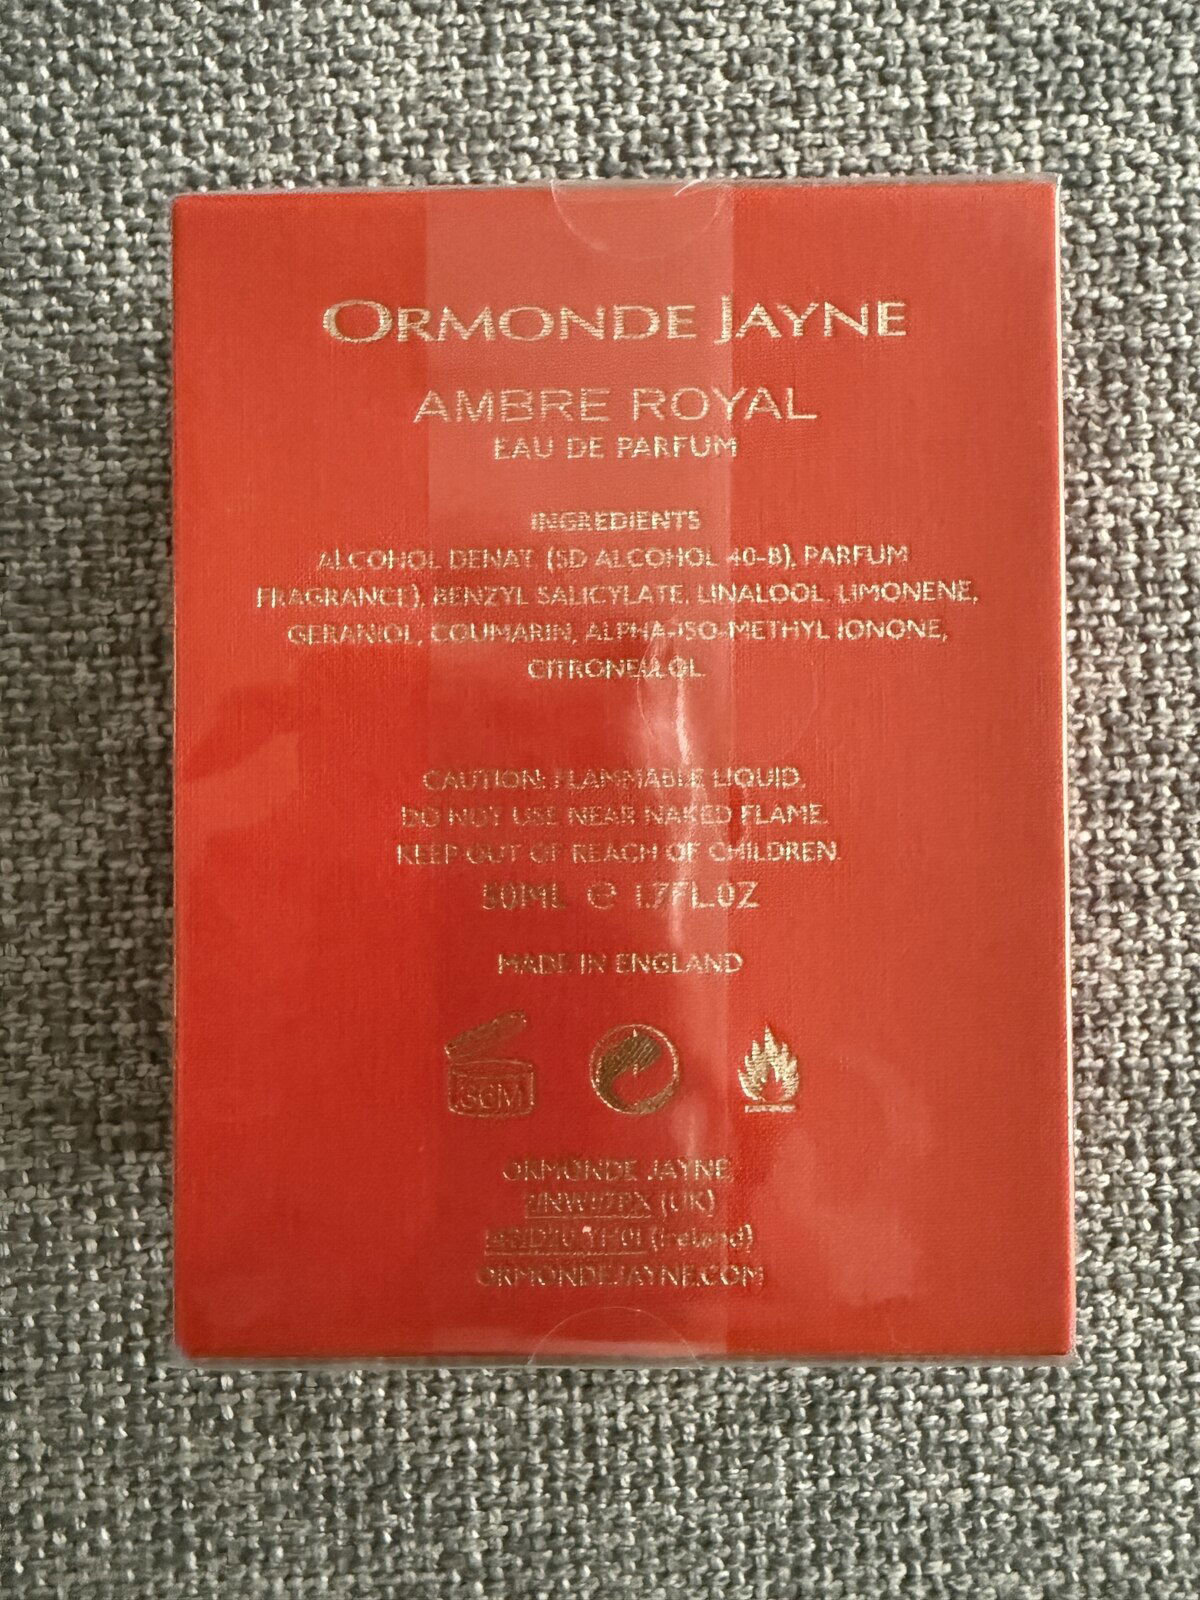 ORMONDE JAYNE
AMBRE ROYAL
EAU DE PARFUM
INGREDIENTS
ALCOHOL DENAT. (SD ALCOHOL 40-B), PARFUM
FRAGRANCE), BENZYL SALICYLATE, LINALOOL, LIMONENE,
GERANIOL, COUMARIN, ALPHA-ISO-METHYL IONONE,
CITRONELLOL.
CAUTION: FLAMMABLE LIQUID.
DO NOT USE NEAR NAKED FLAME.
KEEP OUT OF REACH OF CHILDREN.
50ML e 1.7FL.OZ
MADE IN ENGLAND
36M
ORMONDE JAYNE
(UK)
(Ireland)
ORMONDEJAYNE.COM